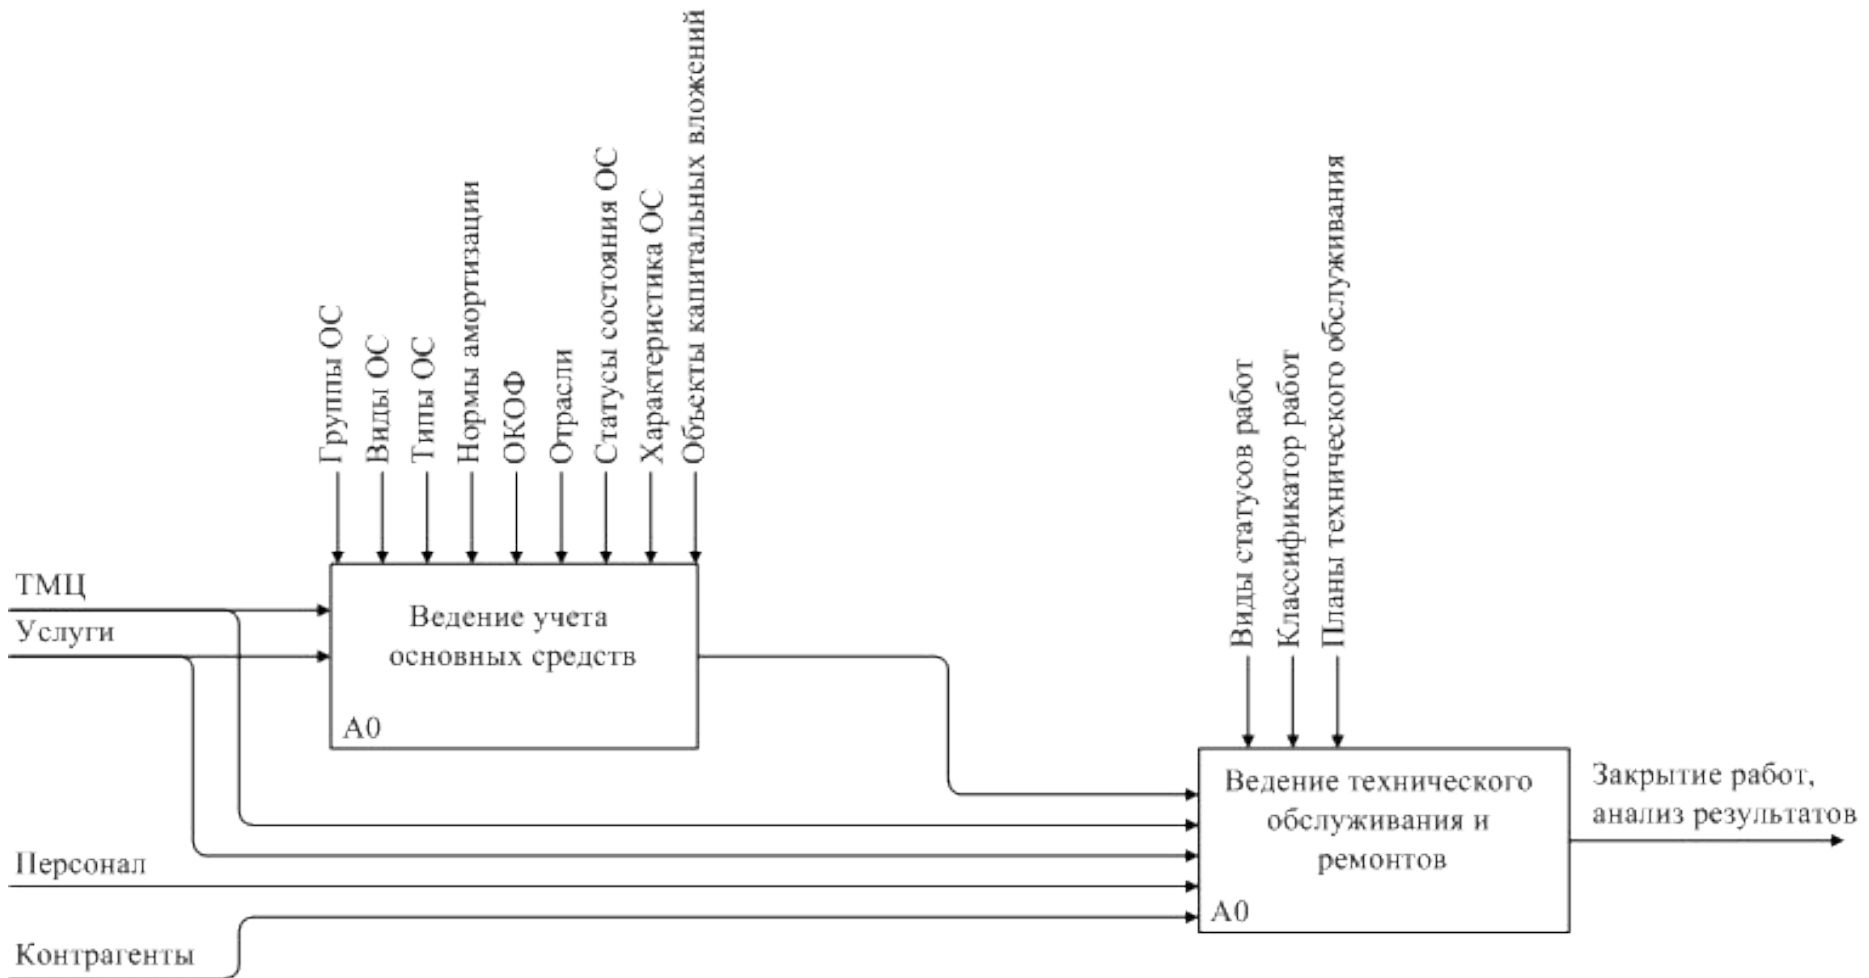 Группы ОС
Виды ОС
Типы ОС
Нормы амортизации
ОКОФ
Отрасли
Статусы состояния ОС
Характеристика ОС
Объекты капитальных вложений
Виды статусов работ
Классификатор работ
Планы технического обслуживания
ТМЦ
Услуги
Ведение учета
основных средств
А0
Ведение технического
обслуживания и
ремонтов
А0
Закрытие работ,
анализ результатов
Персонал
Контрагенты